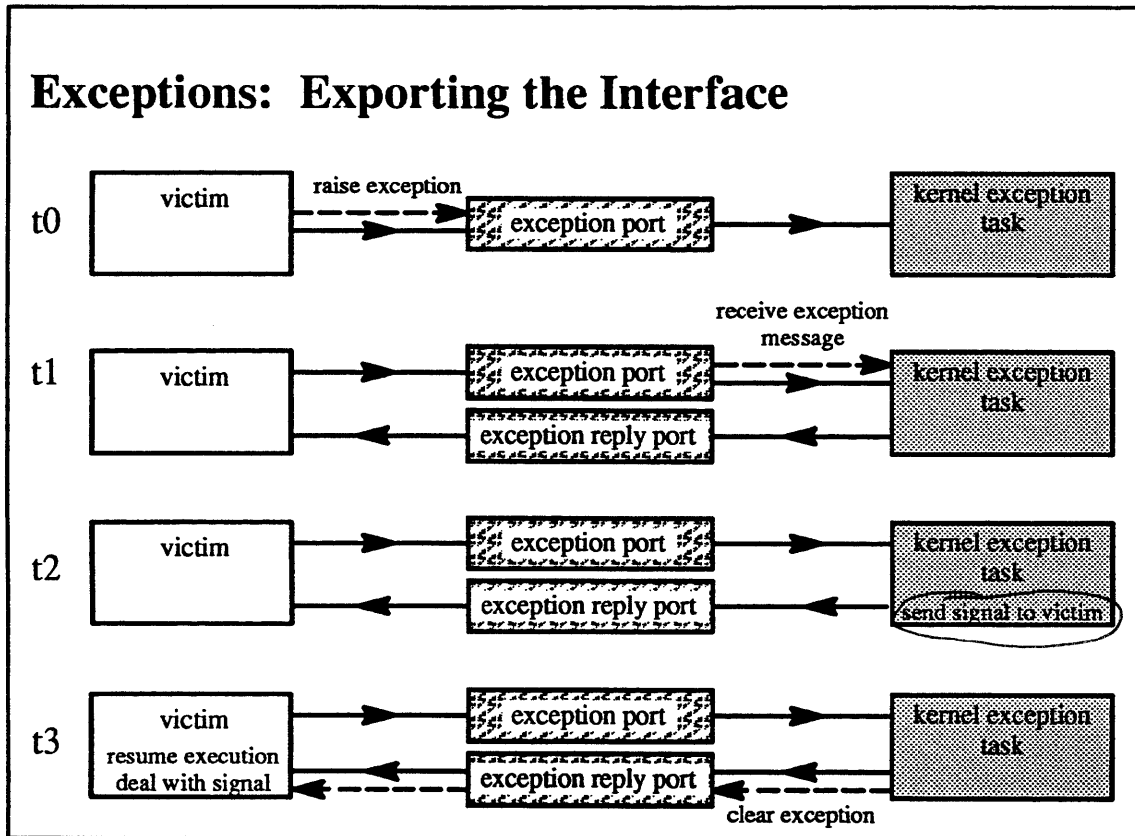 Exceptions: Exporting the Interface
t0
victim
raise exception
exception port
kernel exception
task
t1
victim
exception port
receive exception
message
kernel exception
task
exception reply port
t2
victim
exception port
kernel exception
task
exception reply port
send signal to victim
t3
victim
resume execution
deal with signal
exception port
kernel exception
task
exception reply port
clear exception